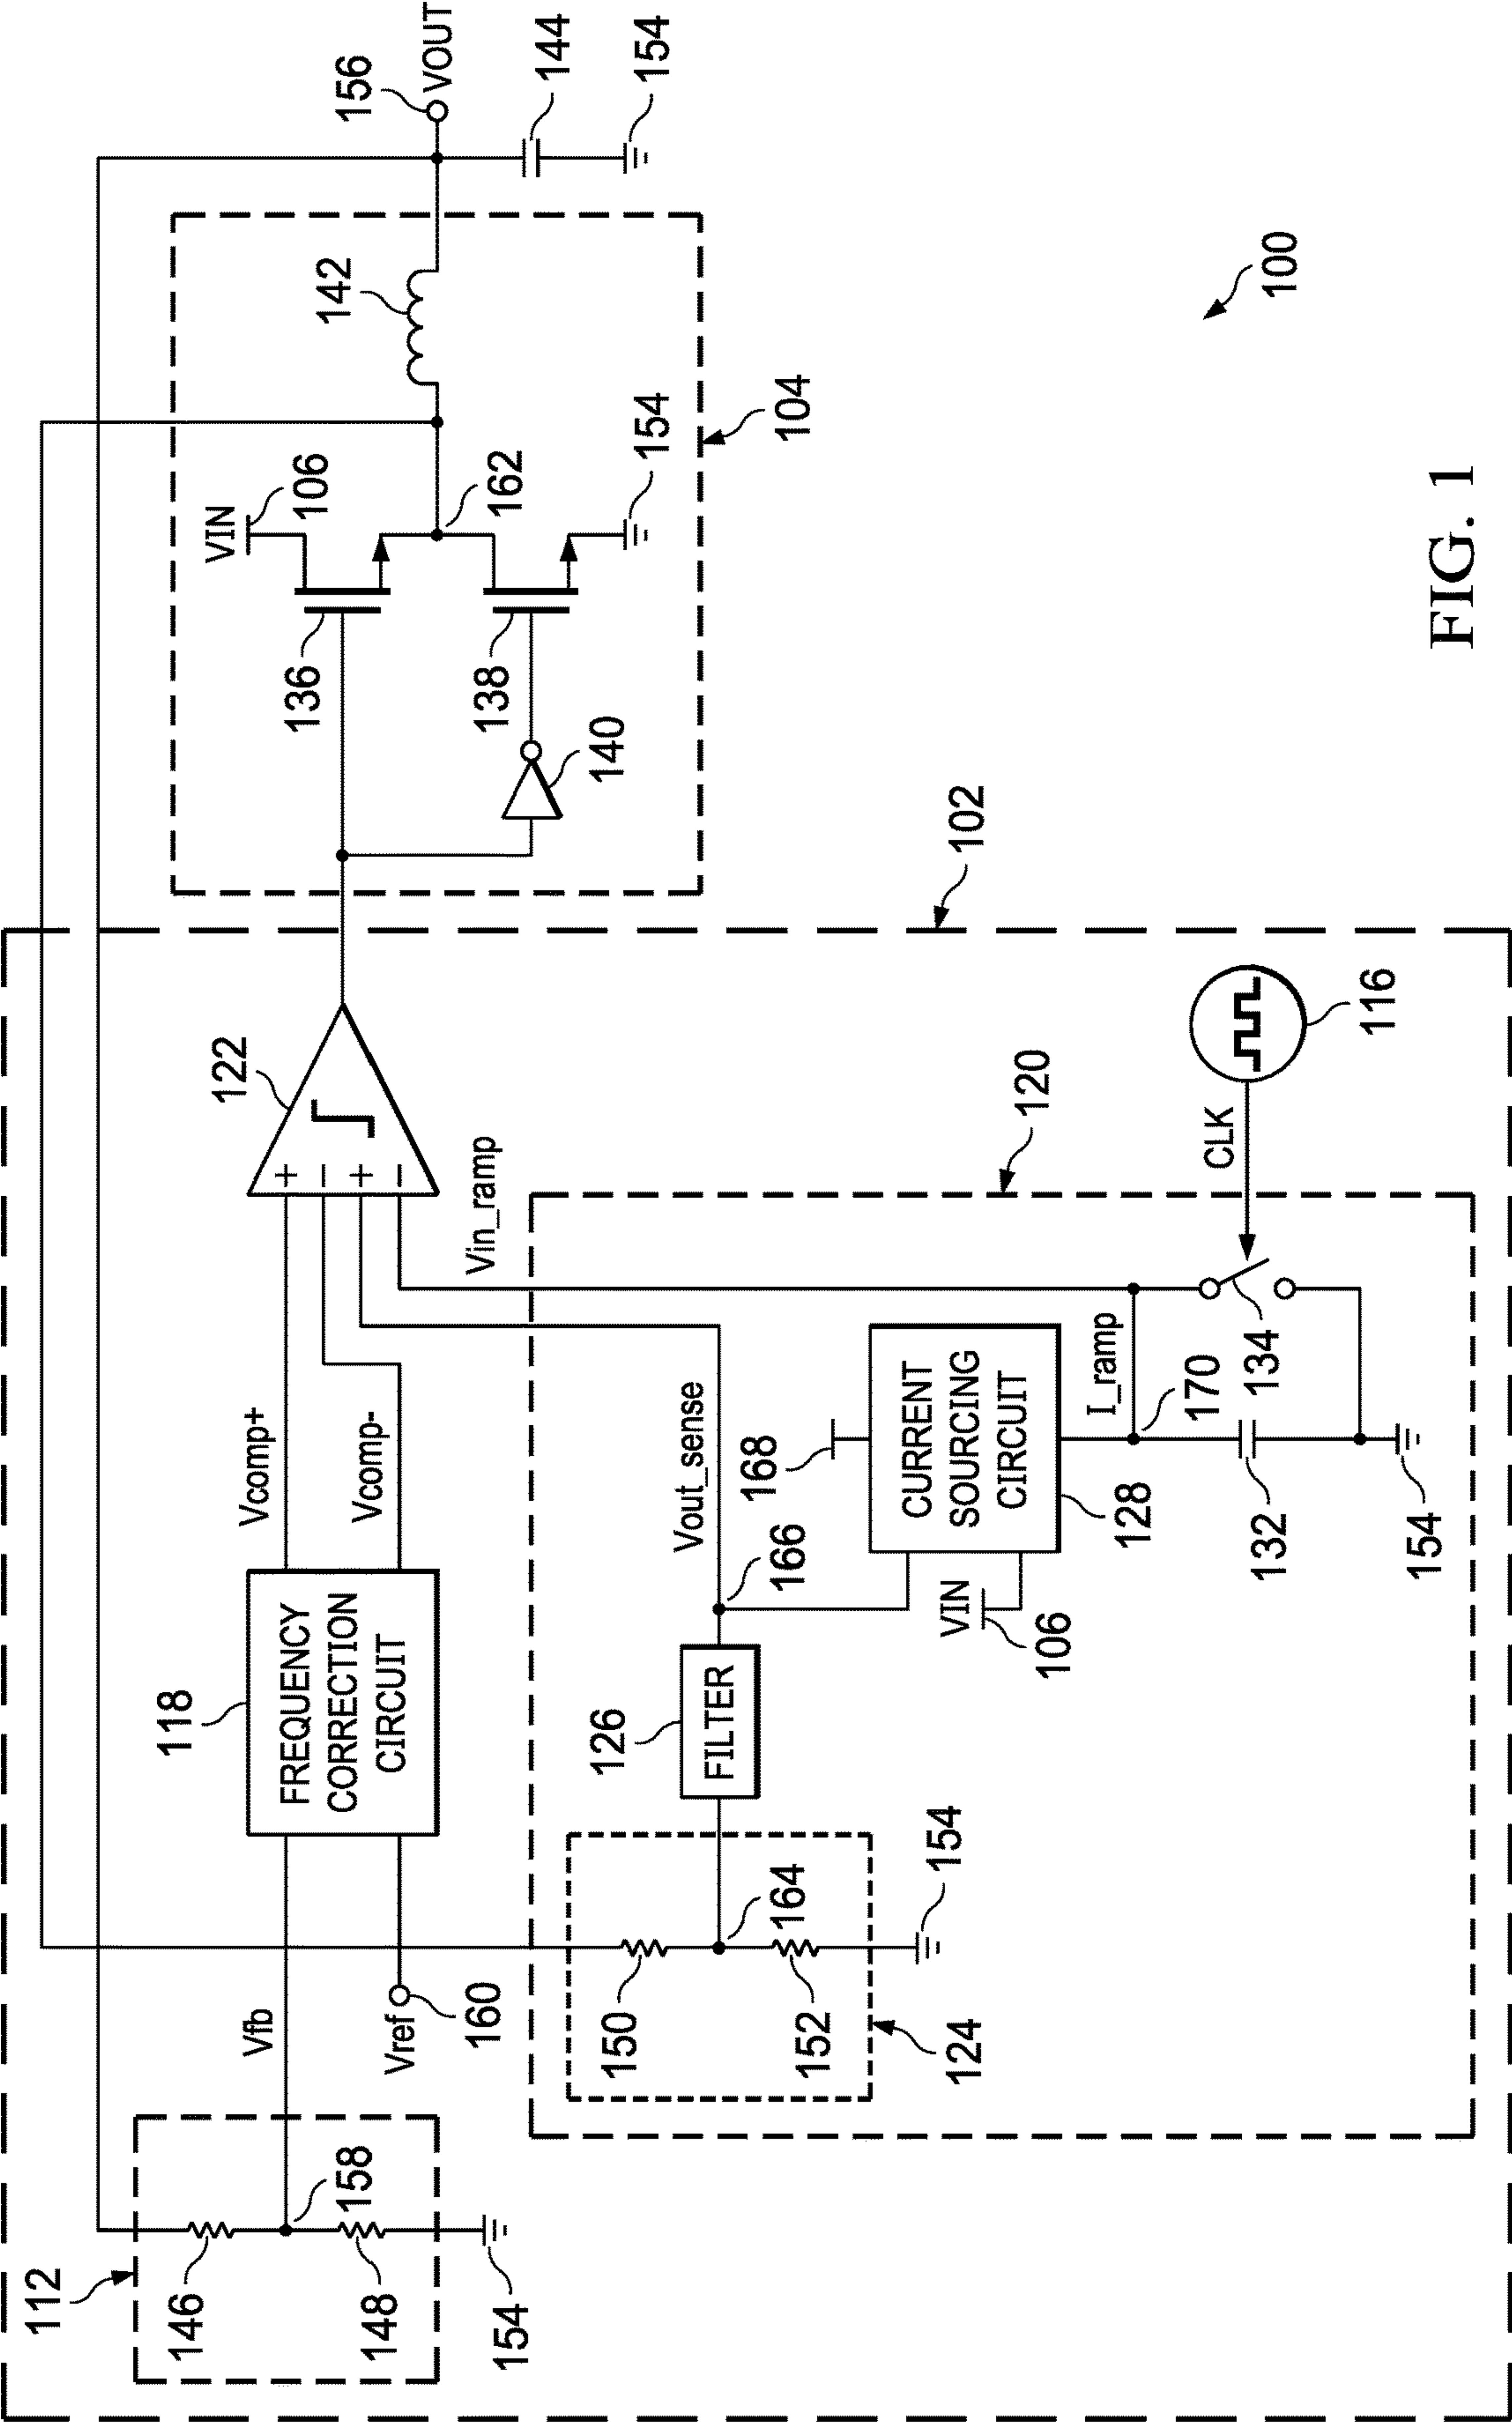 156
VOUT
144
154
142
VIN
106
162
136
138
154
140
104
100
102
122
+
−
+
−
Vin_ramp
120
CLK
116
Vcomp+
Vcomp-
118
FREQUENCY
CORRECTION
CIRCUIT
Vfb
Vref
160
Vout_sense
166
168
CURRENT
SOURCING
CIRCUIT
128
VIN
106
I_ramp
170
134
132
154
126
FILTER
164
150
152
154
124
112
146
158
148
154
FIG. 1